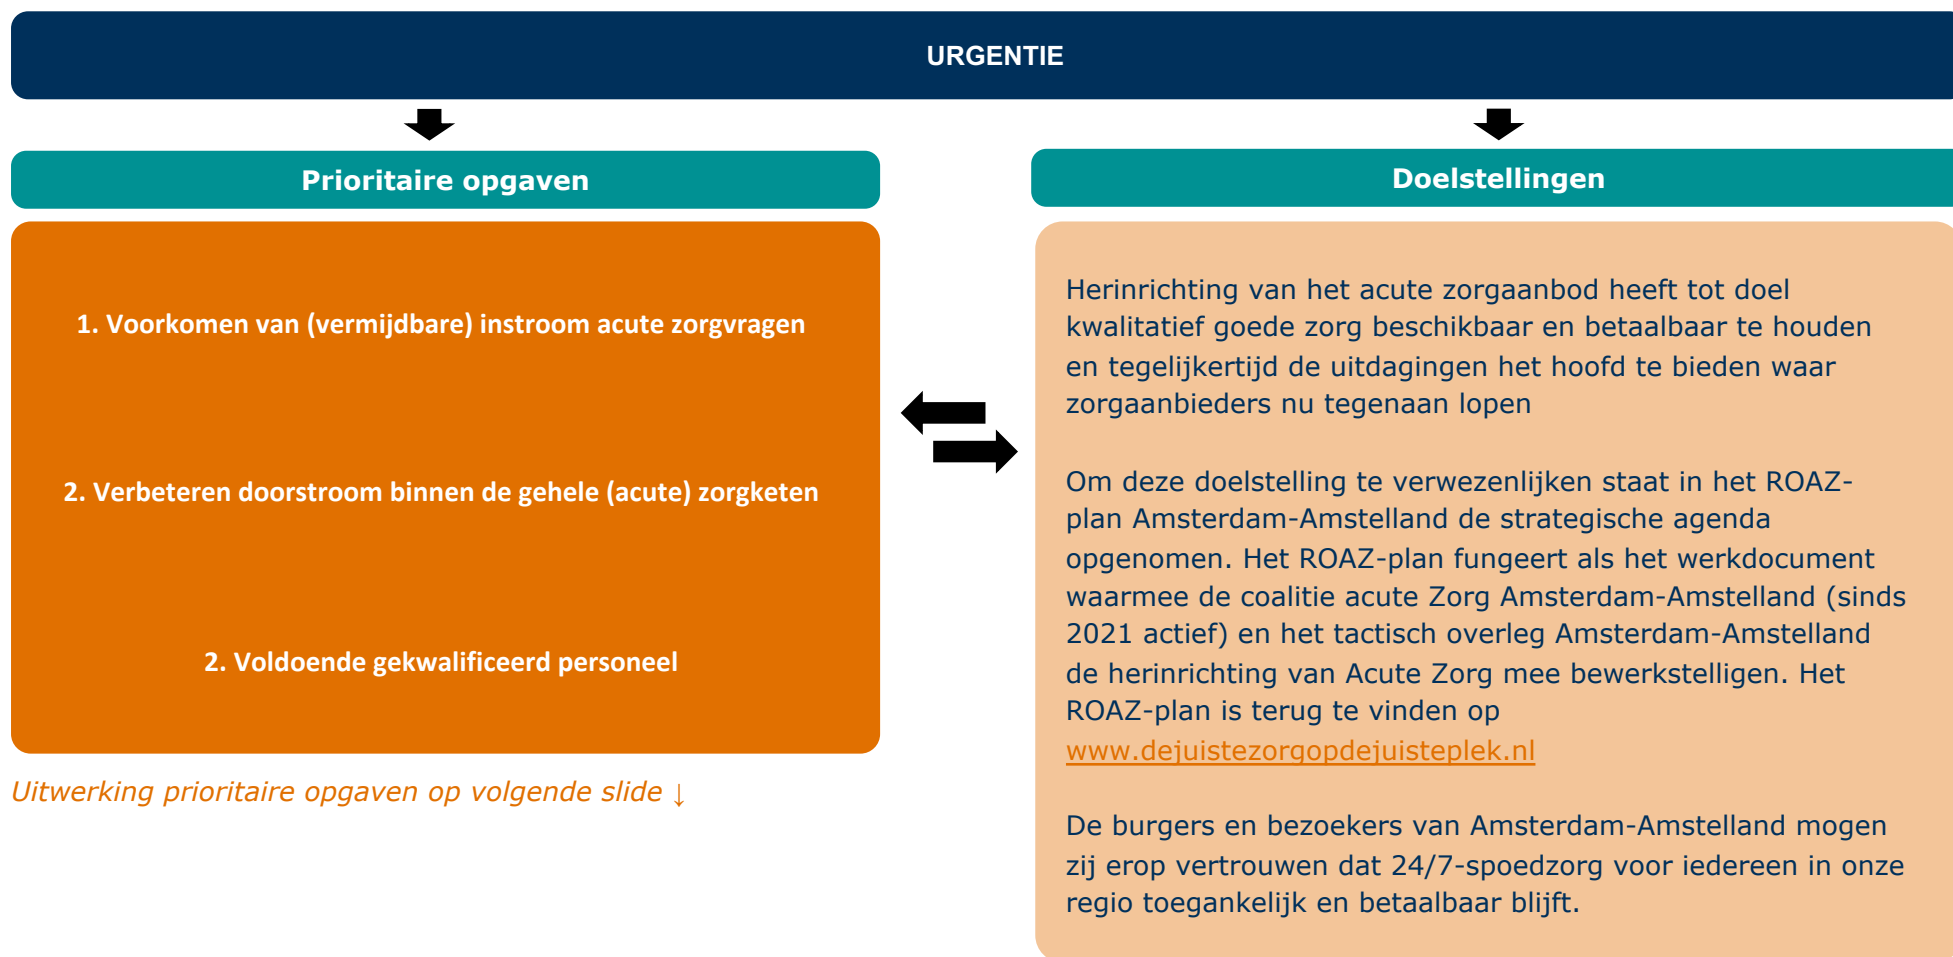 URGENTIE
Prioritaire opgaven
1. Voorkomen van (vermijdbare) instroom acute zorgvragen
2. Verbeteren doorstroom binnen de gehele (acute) zorgketen
2. Voldoende gekwalificeerd personeel
Uitwerking prioritaire opgaven op volgende slide ↓
Doelstellingen
Herinrichting van het acute zorgaanbod heeft tot doel
kwalitatief goede zorg beschikbaar en betaalbaar te houden
en tegelijkertijd de uitdagingen het hoofd te bieden waar
zorgaanbieders nu tegenaan lopen
Om deze doelstelling te verwezenlijken staat in het ROAZ-
plan Amsterdam-Amstelland de strategische agenda
opgenomen. Het ROAZ-plan fungeert als het werkdocument
waarmee de coalitie acute Zorg Amsterdam-Amstelland (sinds
2021 actief) en het tactisch overleg Amsterdam-Amstelland
de herinrichting van Acute Zorg mee bewerkstelligen. Het
ROAZ-plan is terug te vinden op
www.dejuistezorgopdejuisteplek.nl
De burgers en bezoekers van Amsterdam-Amstelland mogen
zij erop vertrouwen dat 24/7-spoedzorg voor iedereen in onze
regio toegankelijk en betaalbaar blijft.